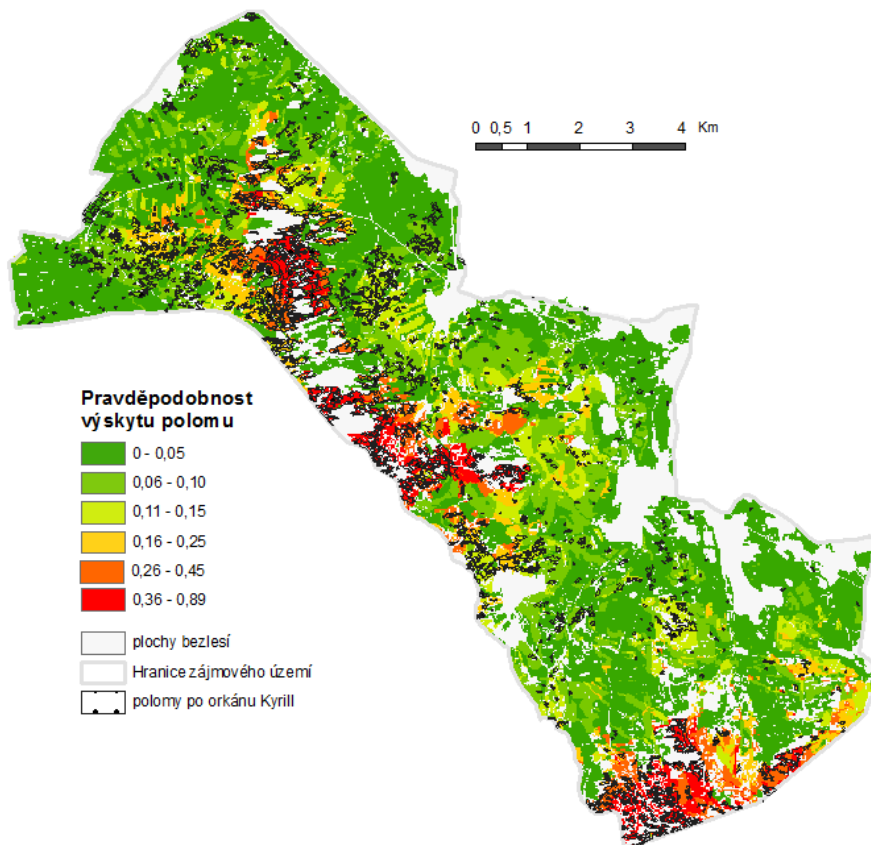 0 0,5 1 2 3 4 Km
Pravděpodobnost
výskytu polomu
0 - 0,05
0,06 - 0,10
0,11 - 0,15
0,16 - 0,25
0,26 - 0,45
0,36 - 0,89
plochy bezlesí
Hranice zájmového území
polomy po orkánu Kyrill